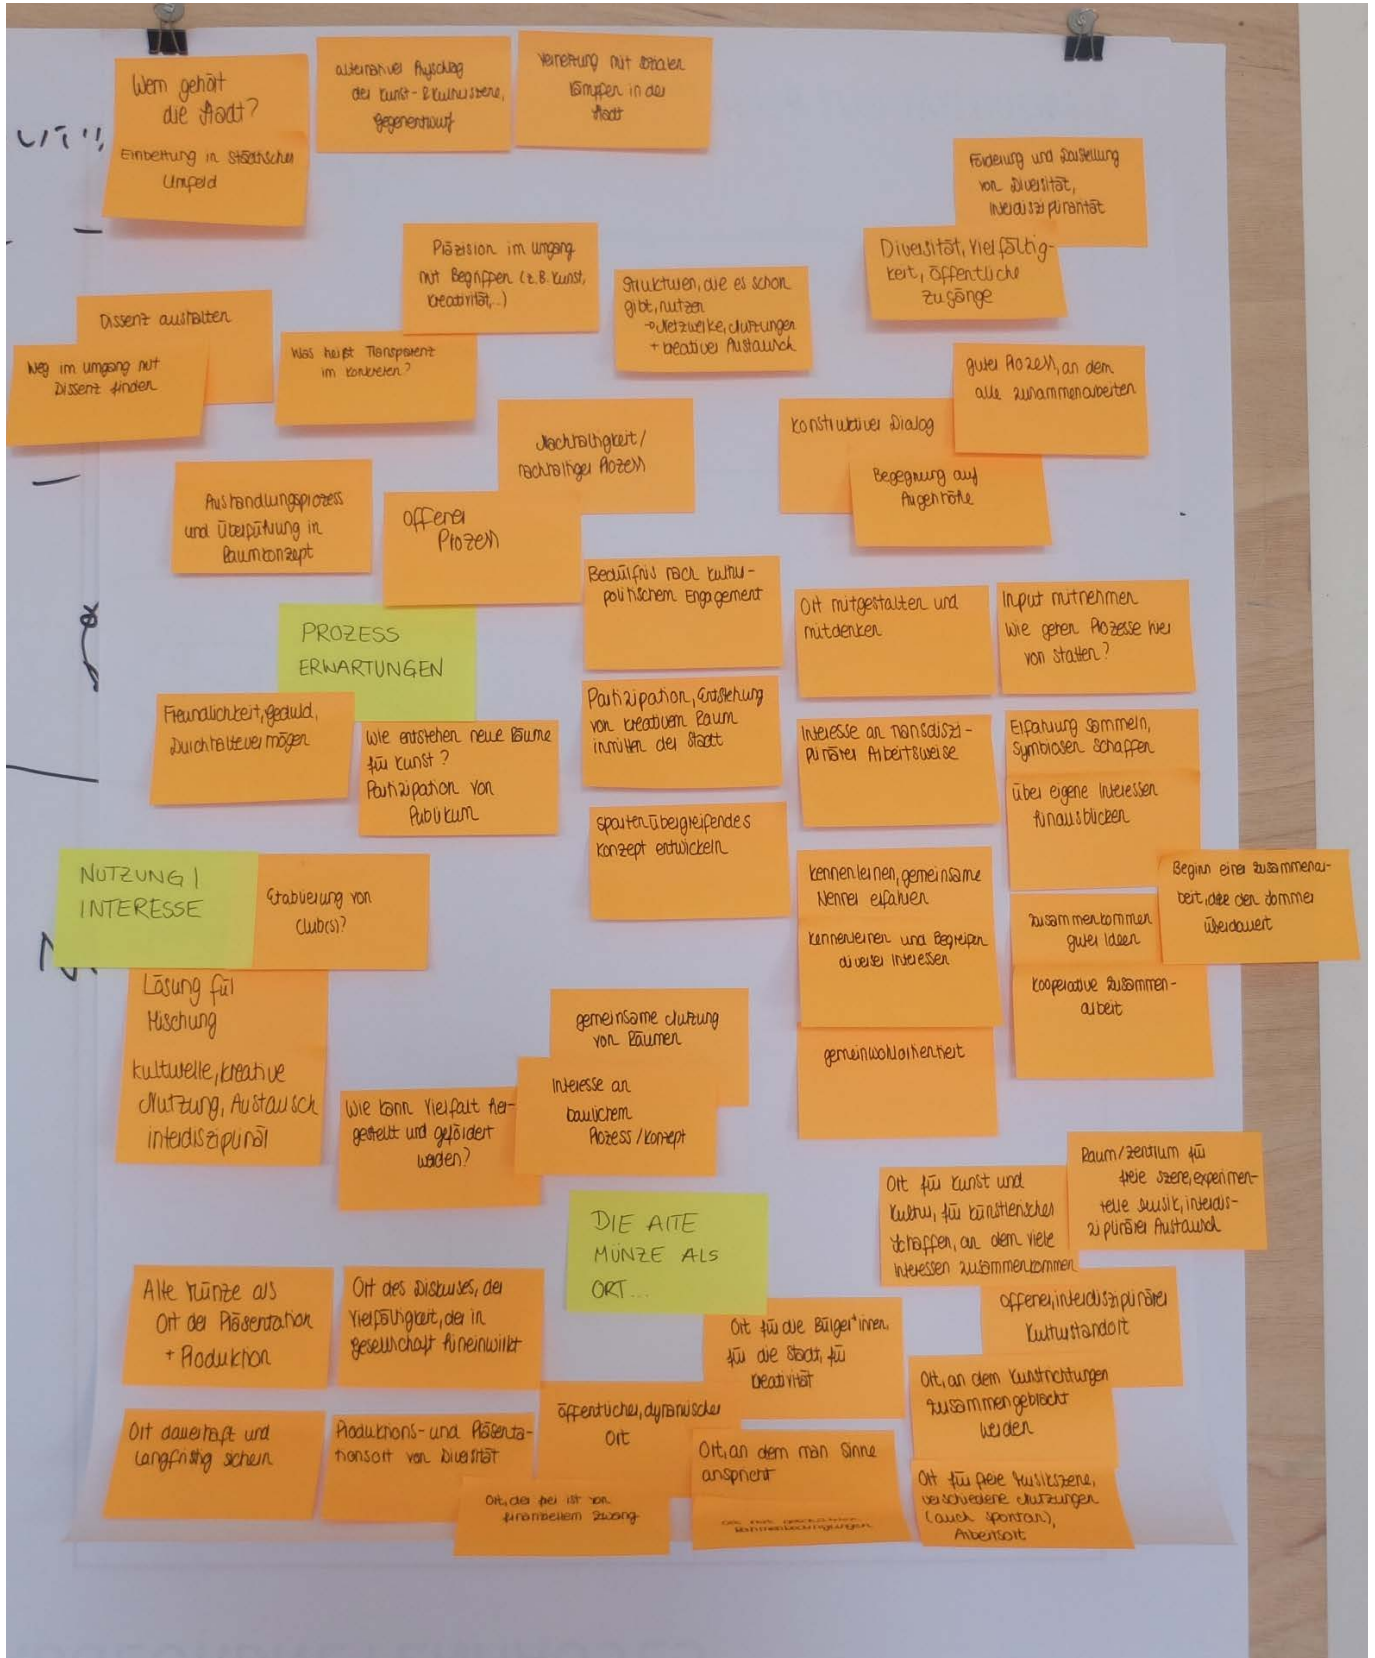 Wem gehört
die Stadt?
Einbettung in städtisches
Umfeld
alternativer
der Kunst- & Kulturszene,
Gegenentwurf
Vernetzung mit sozialen
Kämpfen in der
Stadt
Förderung und Darstellung
von Diversität,
Interdisziplinarität
Diversität, Vielfältig-
keit, öffentliche
Zugänge
Präzision im Umgang
mit Begriffen (z.B. Kunst,
Kreativität,..)
Strukturen, die es schon
gibt, nutzen
→ Netzwerke, Nutzungen
+ kreativer Austausch
Dissenz aushalten
Weg im Umgang mit
Dissenz finden
Was heißt Transparenz
im Konkreten?
guter Prozess, an dem
alle zusammenarbeiten
Konstruktiver Dialog
Begegnung auf
Augenhöhe
Nachhaltigkeit/
nachhaltiger Prozess
Aushandlungsprozess
und Überführung in
Raumkonzept
Offener
Prozess
Bedürfnis nach kultur-
politischem Engagement
Ort mitgestalten und
mitdenken
Input mitnehmen
Wie gehen Prozesse hier
von statten?
PROZESS
ERWARTUNGEN
Freundlichkeit, Geduld,
Durchhaltevermögen
Wie entstehen neue Räume
für Kunst?
Partizipation von
Publikum
Partizipation, Entstehung
von kreativem Raum
inmitten der Stadt
Interesse an transdiszi-
plinärer Arbeitsweise
Erfahrung sammeln,
Symbiosen schaffen
über eigene Interessen
hinausblicken
spartenübergreifendes
Konzept entwickeln
kennenlernen, gemeinsame
Nenner erfahren
kennenlernen und Begreifen
diverser Interessen
Zusammenkommen
guter Ideen
Beginn einer Zusammenar-
beit, die den Sommer
überdauert
Kooperative Zusammen-
arbeit
gemeinwohlorientiert
NUTZUNG |
INTERESSE
Etablierung von
Club(s)?
Lösung für
Mischung
kulturelle, kreative
Nutzung, Austausch
interdisziplinär
gemeinsame Nutzung
von Räumen
Interesse an
baulichem
Prozess / Konzept
Wie kann Vielfalt her-
gestellt und gefördert
werden?
DIE ALTE
MÜNZE ALS
ORT...
Ort für Kunst und
Kultur, für künstlerisches
Schaffen, an dem viele
Interessen zusammenkommen
Raum/Zentrum für
freie Szene, experimen-
telle Musik, interdis-
ziplinärer Austausch
Alte Münze als
Ort der Präsentation
+ Produktion
Ort des Diskurses, der
Vielfältigkeit, der in
Gesellschaft hineinwirkt
Ort für die Bürger*innen,
für die Stadt, für
Kreativität
offener, interdisziplinärer
Kulturstandort
Ort, an dem Kunstrichtungen
zusammengebracht
werden
Ort dauerhaft und
langfristig sichern
Produktions- und Präsenta-
tionsort von Diversität
öffentlicher, dynamischer
Ort
Ort, an dem man Sinne
anspricht
Ort, der frei ist von
finanziellem Zwang
Rahmenbedingungen
Ort für freie Musikszene,
verschiedene Nutzungen
(auch spontan),
Arbeitsort